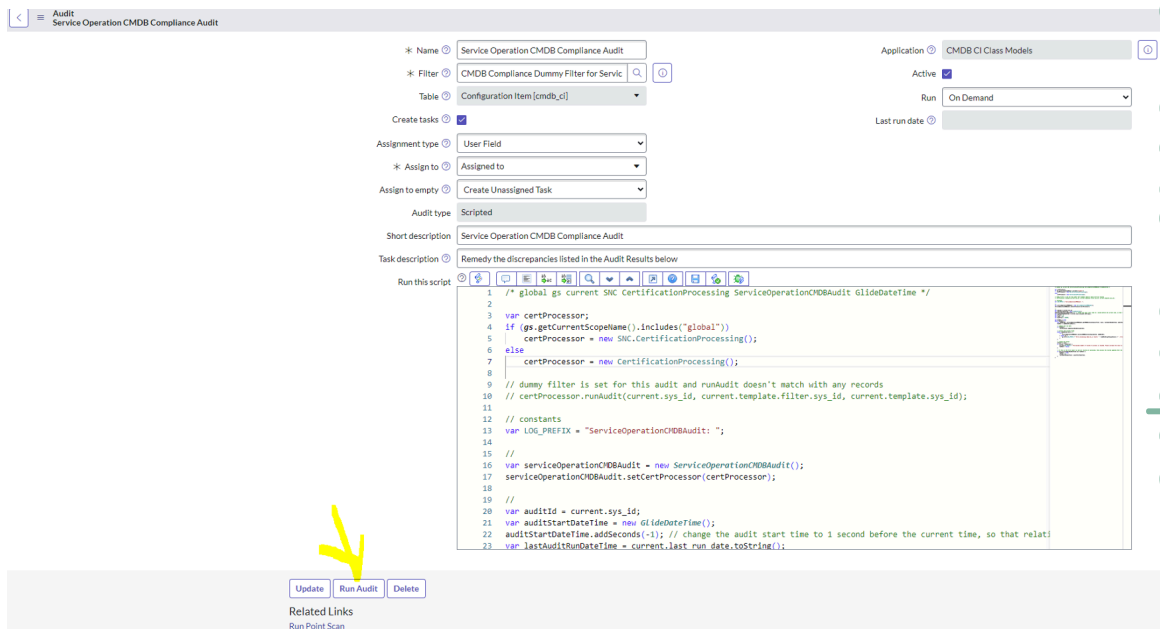 Audit
Service Operation CMDB Compliance Audit
Name Service Operation CMDB Compliance Audit
Filter CMDB Compliance Dummy Filter for Servic
Table Configuration Item [cmdb_ci]
Create tasks
Assignment type User Field
Assign to Assigned to
Assign to empty Create Unassigned Task
Audit type Scripted
Application CMDB CI Class Models
Active
Run On Demand
Last run date
Short description Service Operation CMDB Compliance Audit
Task description Remedy the discrepancies listed in the Audit Results below
Run this script
1 /* global gs current SNC CertificationProcessing ServiceOperationCMDBAudit GlideDateTime */
2
3 var certProcessor;
4 if (gs.getCurrentScopeName().includes("global"))
5 certProcessor = new SNC.CertificationProcessing();
6 else
7 certProcessor = new CertificationProcessing();
8
9 // dummy filter is set for this audit and runAudit doesn't match with any records
10 // certProcessor.runAudit(current.sys_id, current.template.filter.sys_id, current.template.sys_id);
11
12 // constants
13 var LOG_PREFIX = "ServiceOperationCMDBAudit: ";
14
15 //
16 var serviceOperationCMDBAudit = new ServiceOperationCMDBAudit();
17 serviceOperationCMDBAudit.setCertProcessor(certProcessor);
18
19 //
20 var auditId = current.sys_id;
21 var auditStartDateTime = new GlideDateTime();
22 auditStartDateTime.addSeconds(-1); // change the audit start time to 1 second before the current time, so that relati
23 var lastAuditRunDateTime = current.last_run_date.toString();
Update Run Audit Delete
Related Links
Run Point Scan